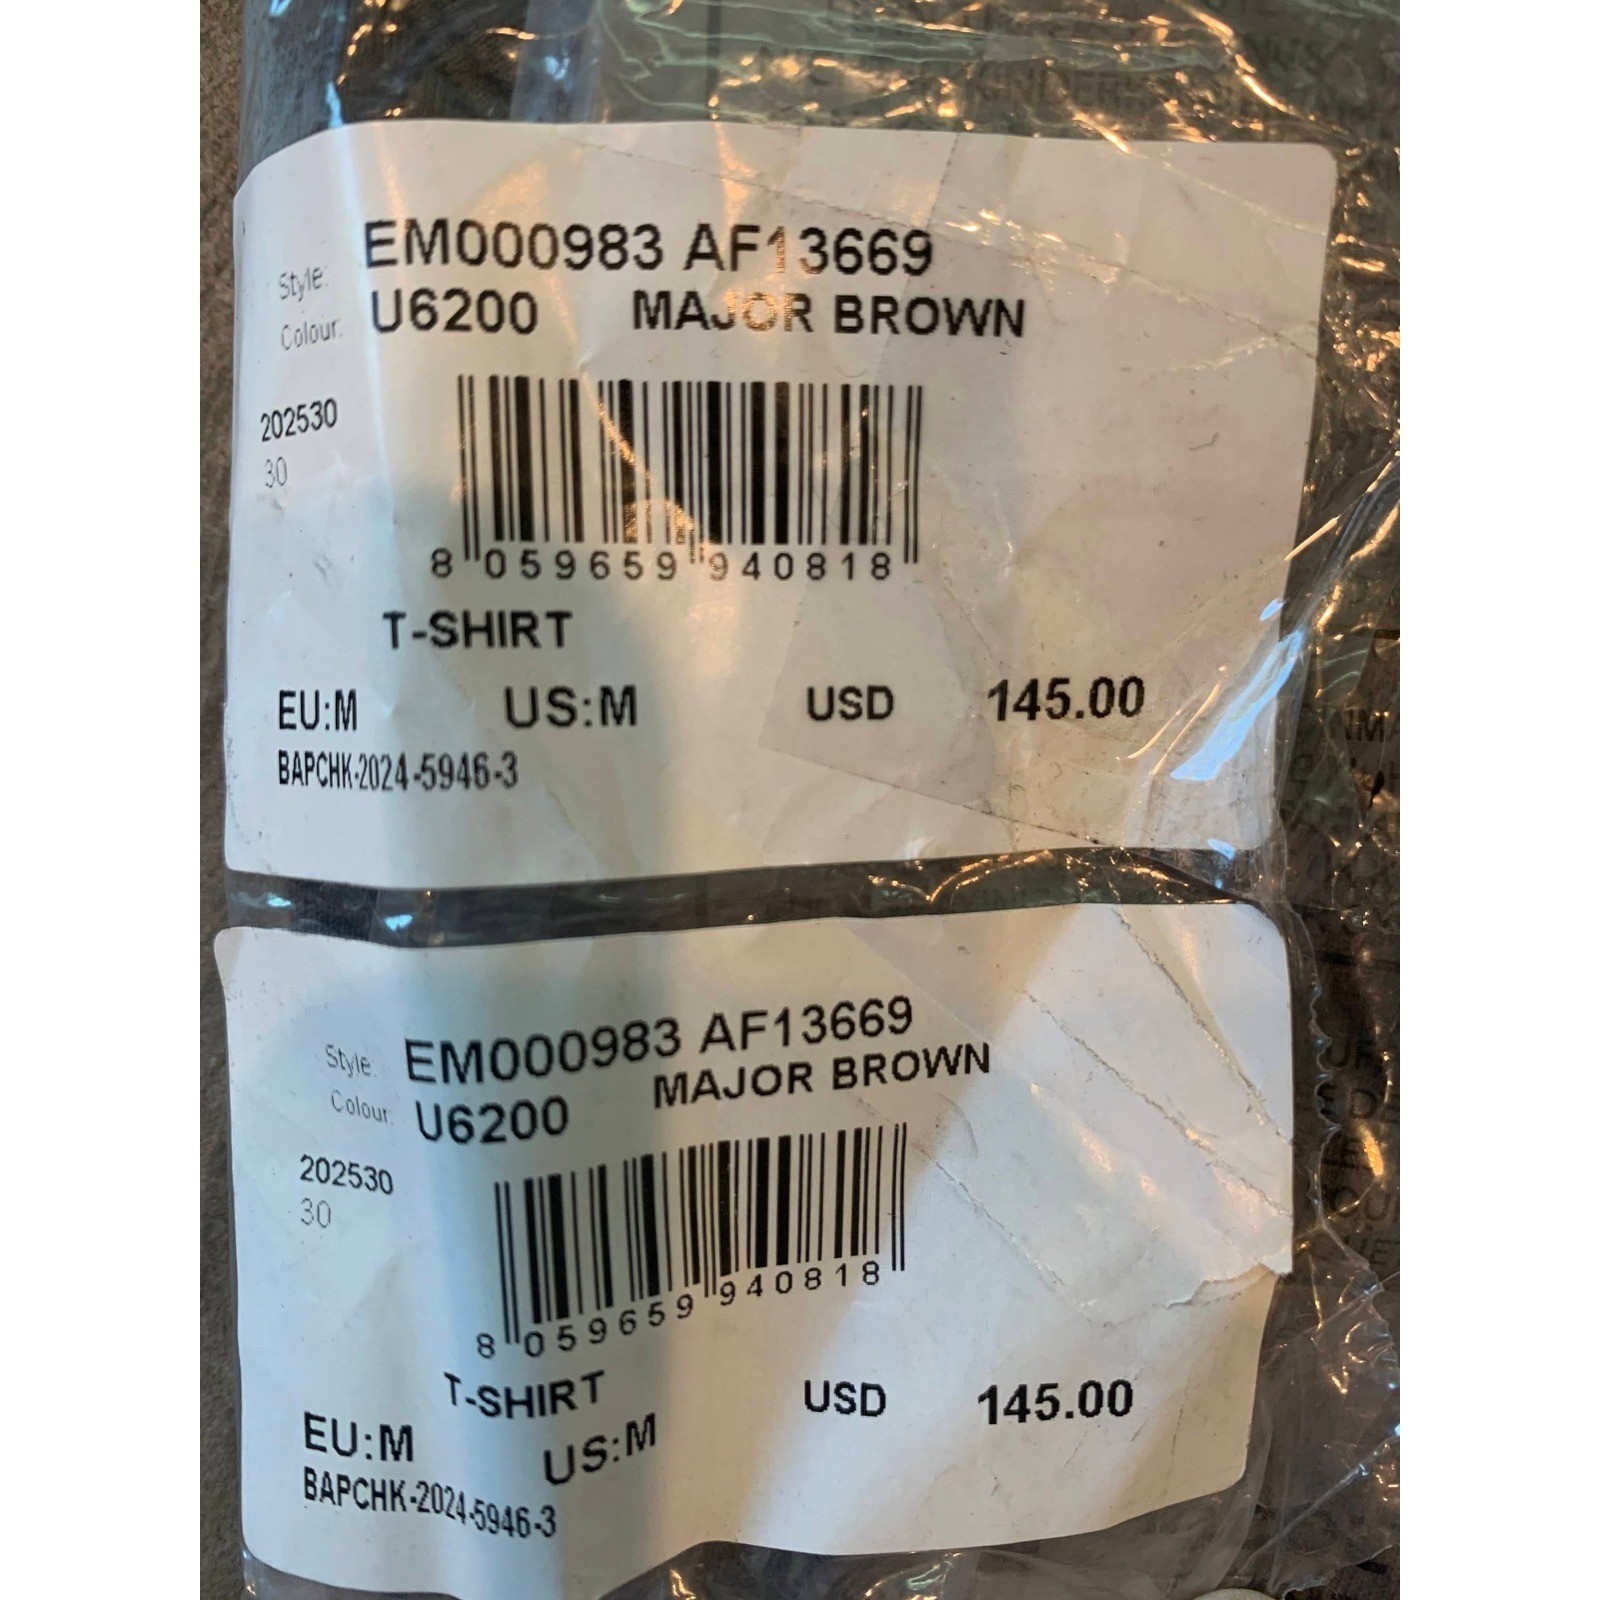 KINDER
Style: EM000983 AF13669
Colour: U6200 MAJOR BROWN
202530
30
8 059659 940818
T-SHIRT
EU:M US:M USD 145.00
BAPCHK-2024-5946-3
Style: EM000983 AF13669
Colour: U6200 MAJOR BROWN
202530
30
8 059659 940818
T-SHIRT
EU:M US:M USD 145.00
BAPCHK-2024-5946-3